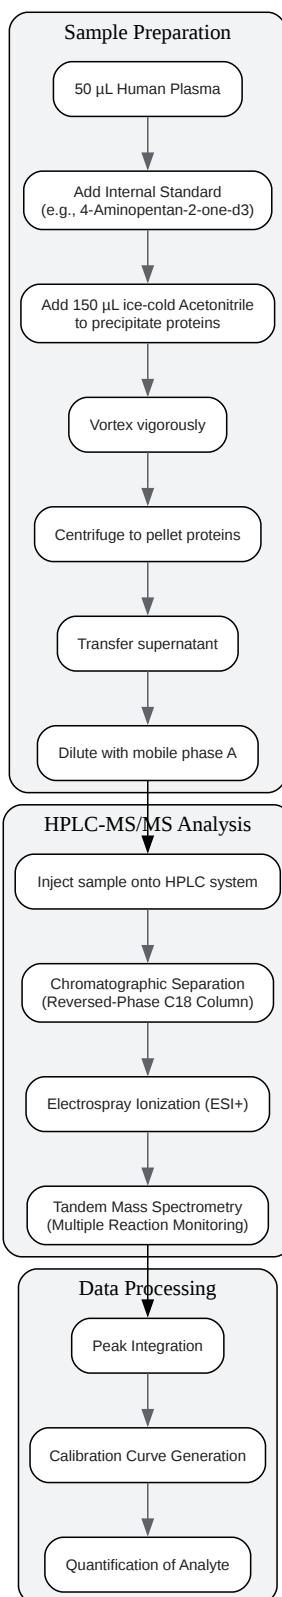 Sample Preparation
50 µL Human Plasma
Add Internal Standard
(e.g., 4-Aminopentan-2-one-d3)
Add 150 µL ice-cold Acetonitrile
to precipitate proteins
Vortex vigorously
Centrifuge to pellet proteins
Transfer supernatant
Dilute with mobile phase A
HPLC-MS/MS Analysis
Inject sample onto HPLC system
Chromatographic Separation
(Reversed-Phase C18 Column)
Electrospray Ionization (ESI+)
Tandem Mass Spectrometry
(Multiple Reaction Monitoring)
Data Processing
Peak Integration
Calibration Curve Generation
Quantification of Analyte